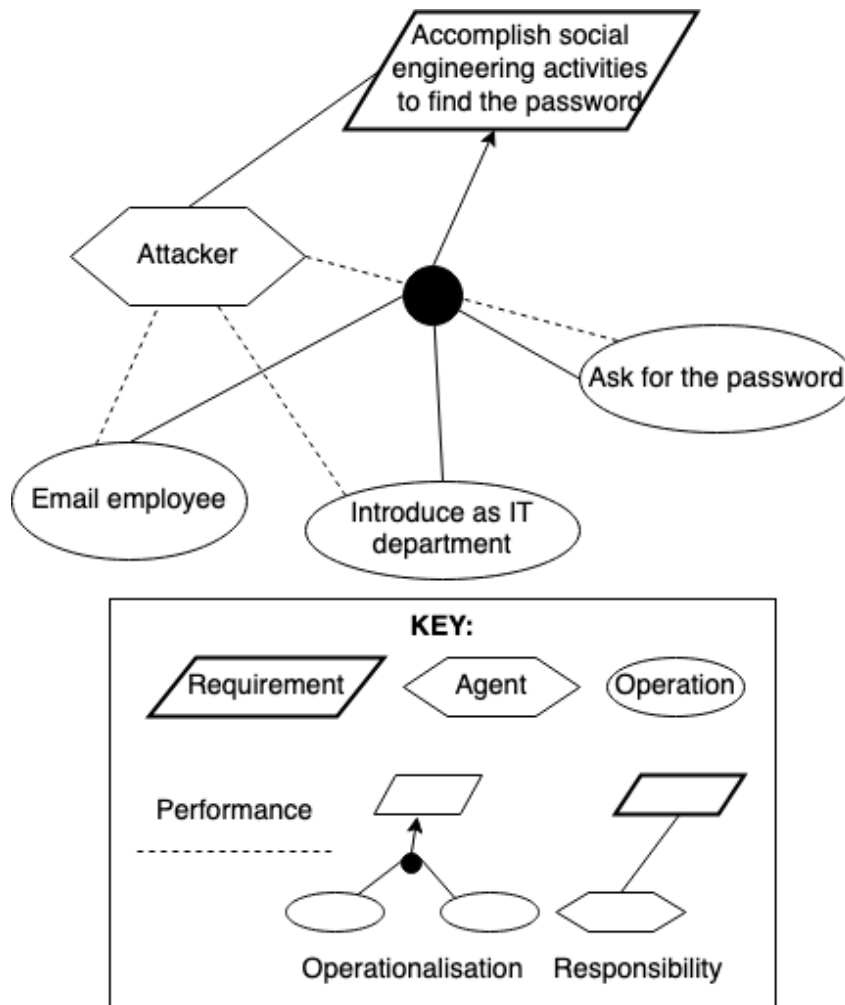 Accomplish social
engineering activities
to find the password
Attacker
Ask for the password
Email employee
Introduce as IT
department
KEY:
Requirement
Agent
Operation
Performance
Operationalisation
Responsibility